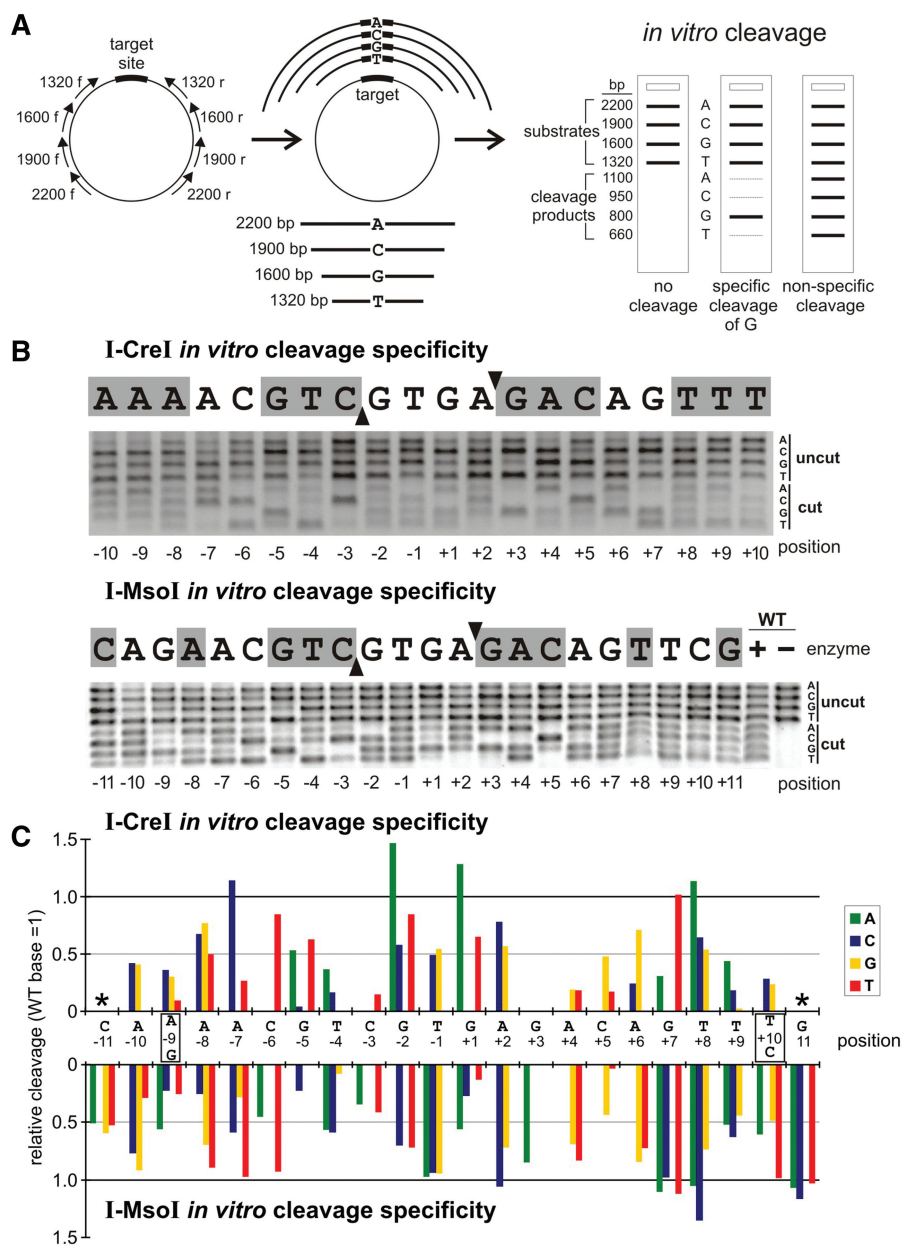 A
target
site
1320 f
1320 r
1600 f
1600 r
1900 f
1900 r
2200 f
2200 r
A
C
G
T
target
2200 bp A
1900 bp C
1600 bp G
1320 bp T
in vitro cleavage
bp
substrates
2200 A
1900 C
1600 G
1320 T
cleavage
products
1100 A
950 C
800 G
660 T
no
cleavage
specific
cleavage
of G
non-specific
cleavage
B
I-CreI in vitro cleavage specificity
A A A A C G T C G T G A G A C A G T T T
A
C
G
T
uncut
A
C
G
T
cut
-10 -9 -8 -7 -6 -5 -4 -3 -2 -1 +1 +2 +3 +4 +5 +6 +7 +8 +9 +10 position
I-MsoI in vitro cleavage specificity
WT
C A G A A C G T C G T G A G A C A G T T C G + − enzyme
A
C
G
T
uncut
A
C
G
T
cut
-11 -10 -9 -8 -7 -6 -5 -4 -3 -2 -1 +1 +2 +3 +4 +5 +6 +7 +8 +9 +10 +11 position
C
I-CreI in vitro cleavage specificity
relative cleavage (WT base =1)
1.5
1.0
0.5
0
* *
C A A A A C G T C G T G A G A C A G T T T G
-11 -10 -9 -8 -7 -6 -5 -4 -3 -2 -1 +1 +2 +3 +4 +5 +6 +7 +8 +9 +10 11 position
G C
0
0.5
1.0
1.5
A
C
G
T
I-MsoI in vitro cleavage specificity